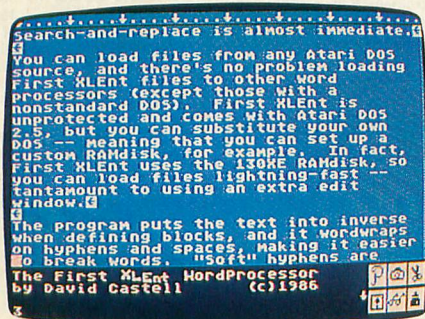 Search-and-replace is almost immediate.
You can load files from any Atari DOS
source, and there's no problem loading
First XLEnt files to other word
processors (except those with a
nonstandard DOS).  First XLEnt is
unprotected and comes with Atari DOS
2.5, but you can substitute your own
DOS -- meaning that you can set up a
custom RAMdisk, for example.  In fact,
First XLEnt uses the 130XE RAMdisk, so
you can load files lightning-fast --
tantamount to using an extra edit
window.
The program puts the text into inverse
when defining blocks, and it wordwraps
on hyphens and spaces, making it easier
to break words.  "Soft" hyphens are
The First XLEnt WordProcessor
by David Castell (c)1986
3